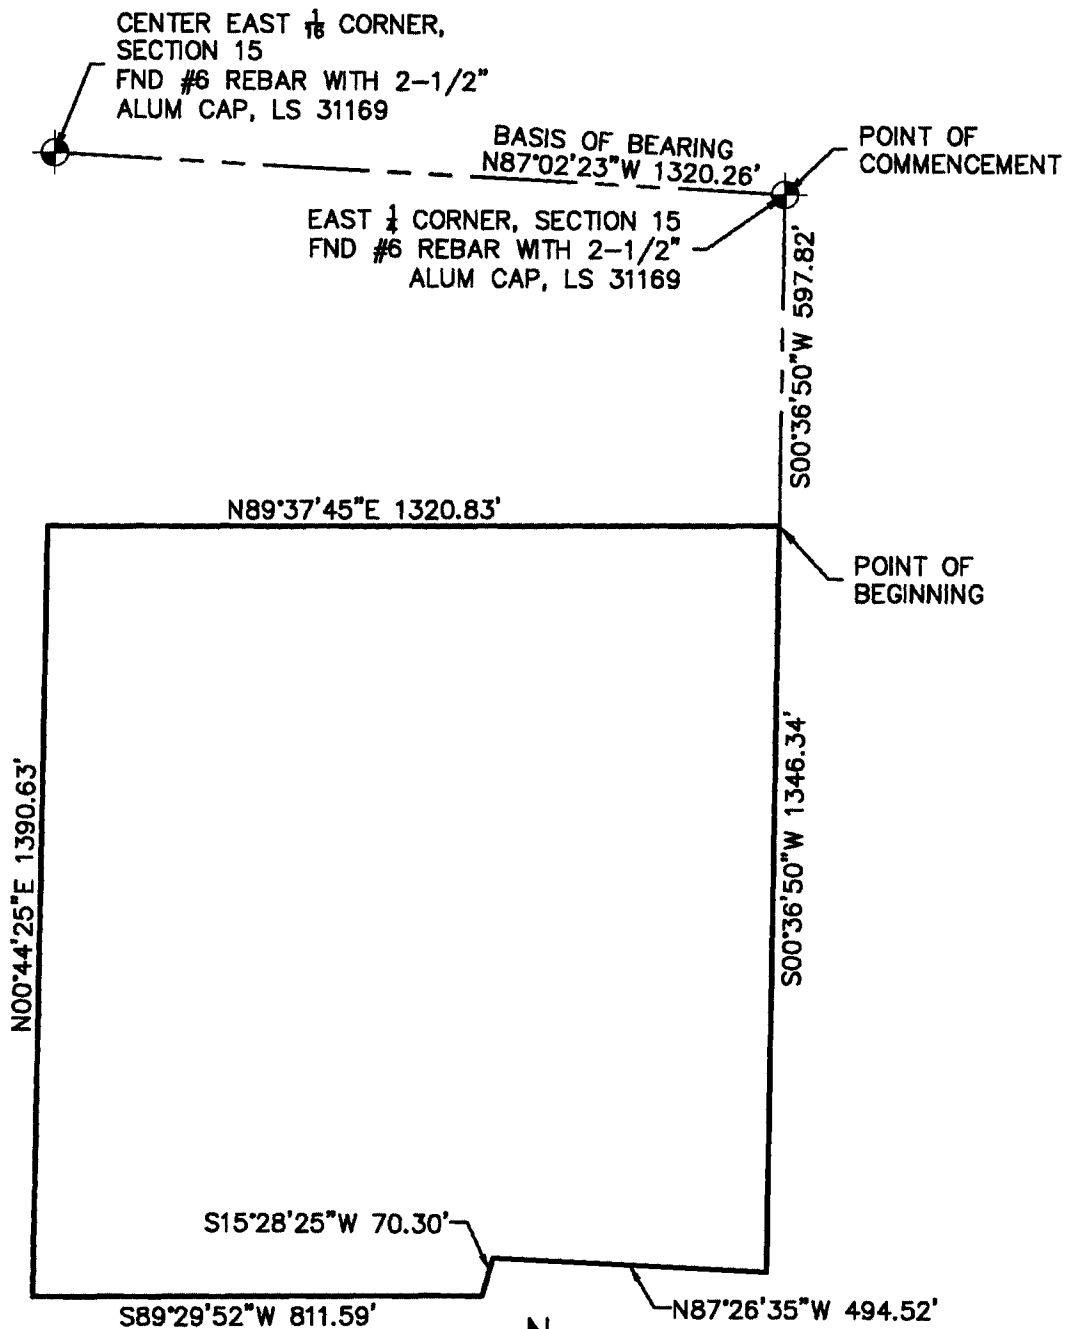 CENTER EAST 1/16 CORNER,
SECTION 15
FND #6 REBAR WITH 2-1/2"
ALUM CAP, LS 31169
BASIS OF BEARING
N87°02'23"W 1320.26'
POINT OF
COMMENCEMENT
EAST 1/4 CORNER, SECTION 15
FND #6 REBAR WITH 2-1/2"
ALUM CAP, LS 31169
S00°36'50"W 597.82'
N89°37'45"E 1320.83'
POINT OF
BEGINNING
N00°44'25"E 1390.63'
S00°36'50"W 1346.34'
S15°28'25"W 70.30'
S89°29'52"W 811.59'
N87°26'35"W 494.52'
N